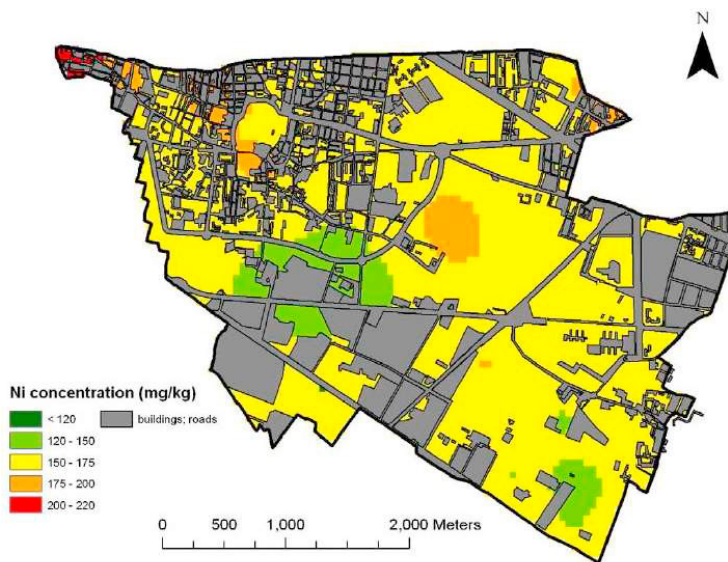 N
Ni concentration (mg/kg)
< 120
buildings; roads
120 - 150
150 - 175
175 - 200
200 - 220
0 500 1,000 2,000 Meters